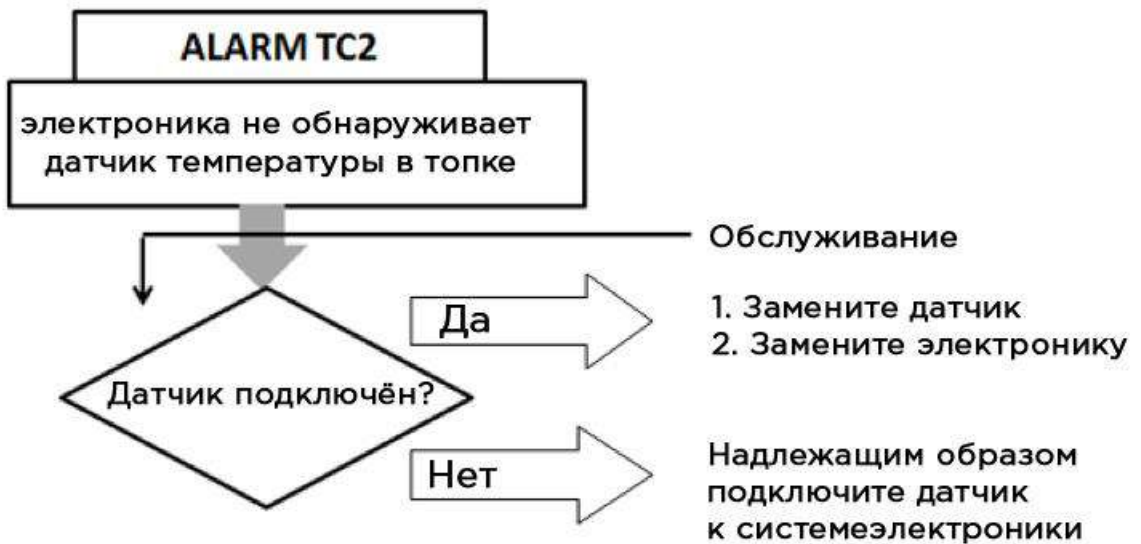 ALARM TC2
электроника не обнаруживает
датчик температуры в топке
Обслуживание
Датчик подключён?
Да
1. Замените датчик
2. Замените электронику
Нет
Надлежащим образом
подключите датчик
к системеэлектроники